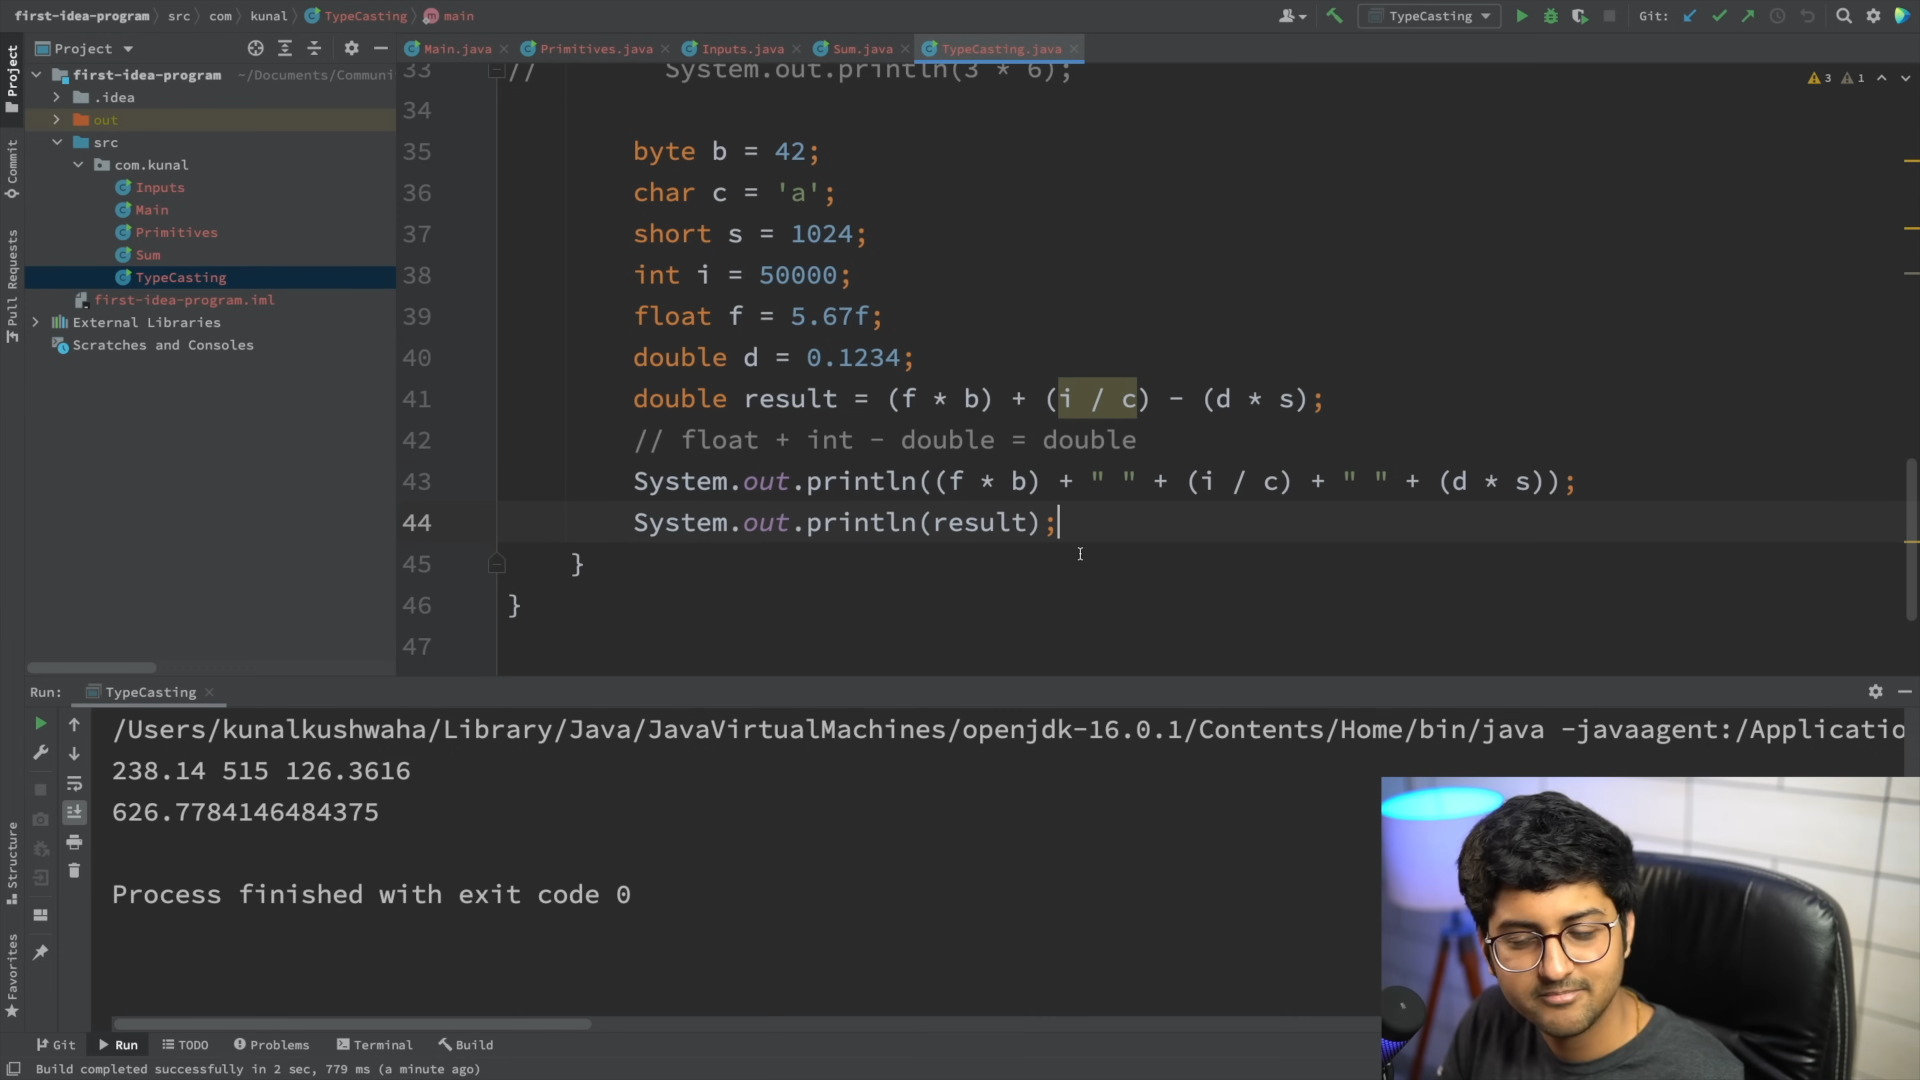 first-idea-program src com kunal TypeCasting main
TypeCasting
Git:
Project
Main.java Primitives.java Inputs.java Sum.java TypeCasting.java
Project
Commit
Pull Requests
Structure
Favorites
first-idea-program ~/Documents/Communi
.idea
out
src
com.kunal
Inputs
Main
Primitives
Sum
TypeCasting
first-idea-program.iml
External Libraries
Scratches and Consoles
3 1
33 // System.out.println(3 * 6);
34
35 byte b = 42;
36 char c = 'a';
37 short s = 1024;
38 int i = 50000;
39 float f = 5.67f;
40 double d = 0.1234;
41 double result = (f * b) + (i / c) - (d * s);
42 // float + int - double = double
43 System.out.println((f * b) + " " + (i / c) + " " + (d * s));
44 System.out.println(result);
45 }
46 }
47
Run: TypeCasting
/Users/kunalkushwaha/Library/Java/JavaVirtualMachines/openjdk-16.0.1/Contents/Home/bin/java -javaagent:/Applicatio
238.14 515 126.3616
626.7784146484375
Process finished with exit code 0
Git Run TODO Problems Terminal Build
Build completed successfully in 2 sec, 779 ms (a minute ago)